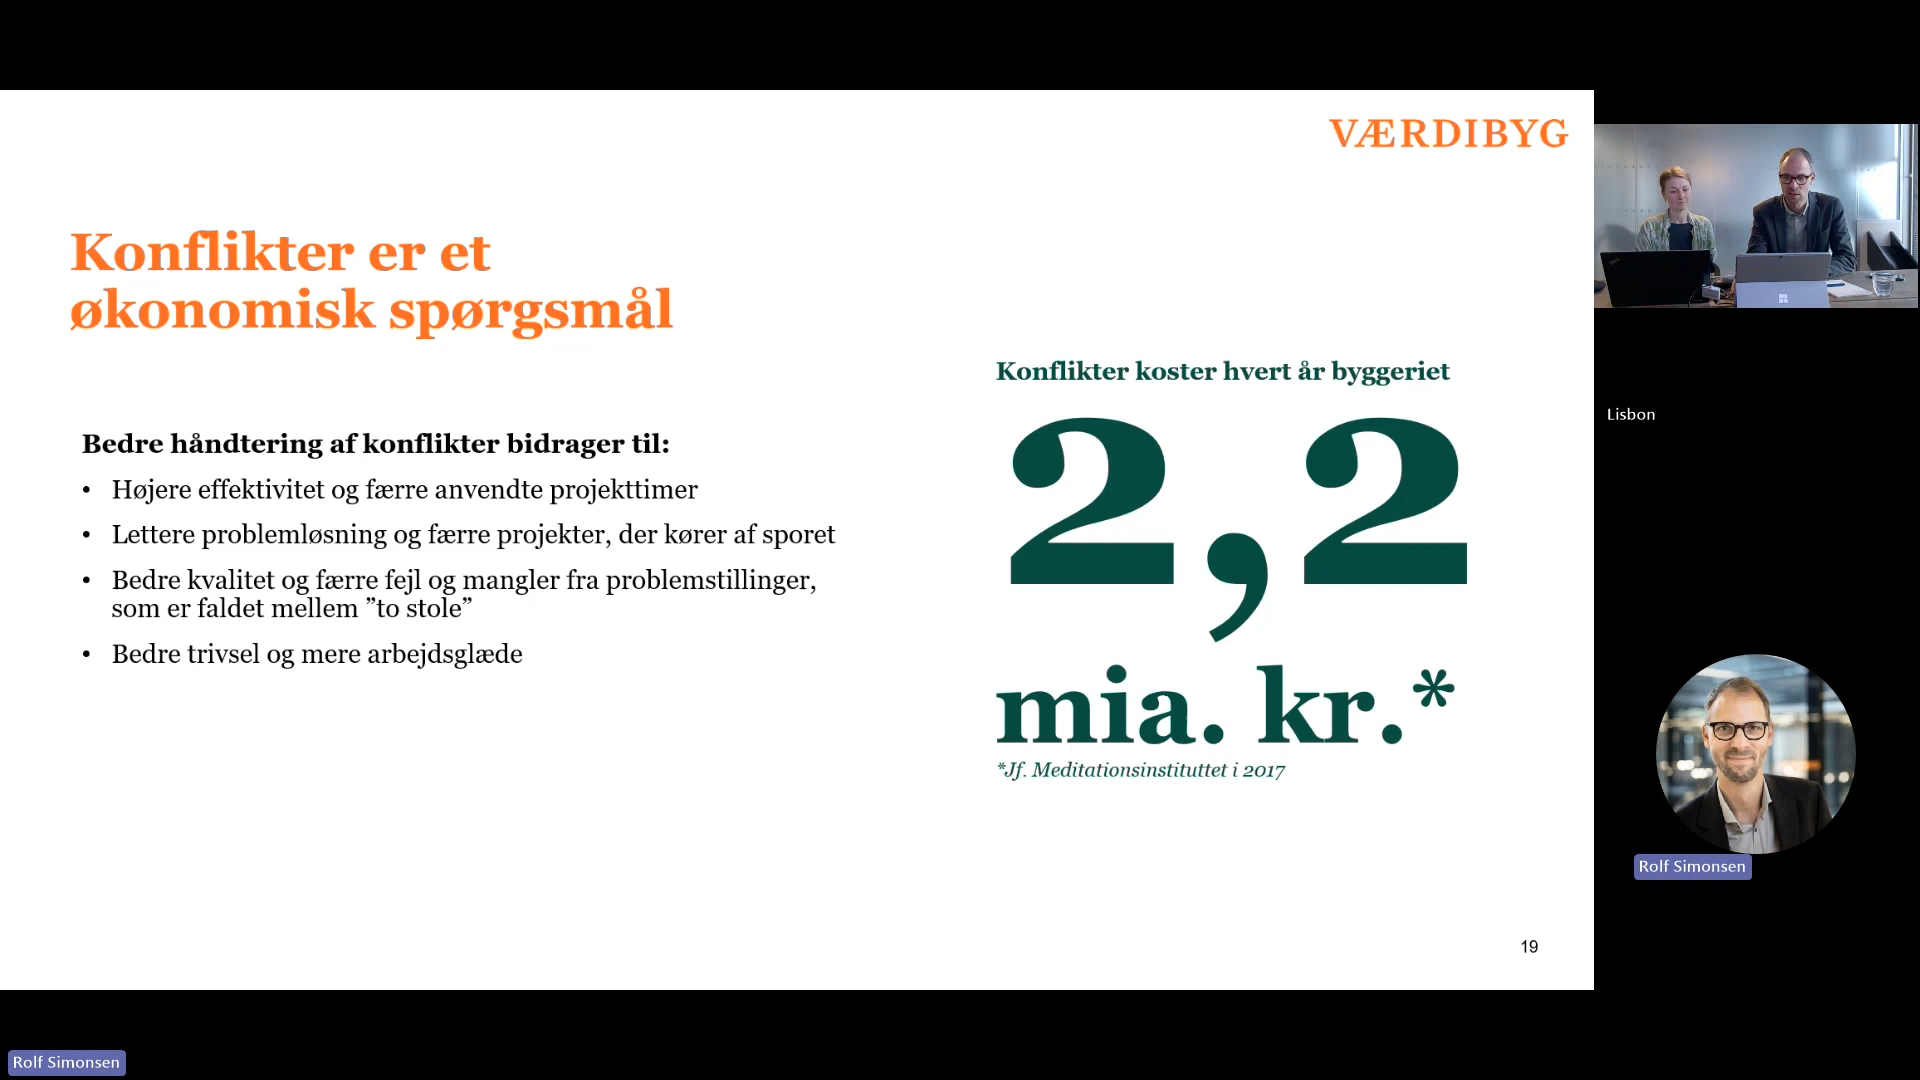 VÆRDIBYG
Konflikter er et
økonomisk spørgsmål
Bedre håndtering af konflikter bidrager til:
• Højere effektivitet og færre anvendte projekttimer
• Lettere problemløsning og færre projekter, der kører af sporet
• Bedre kvalitet og færre fejl og mangler fra problemstillinger,
som er faldet mellem ”to stole”
• Bedre trivsel og mere arbejdsglæde
Konflikter koster hvert år byggeriet
2,2
mia. kr.*
*Jf. Meditationsinstituttet i 2017
19
Lisbon
Rolf Simonsen
Rolf Simonsen